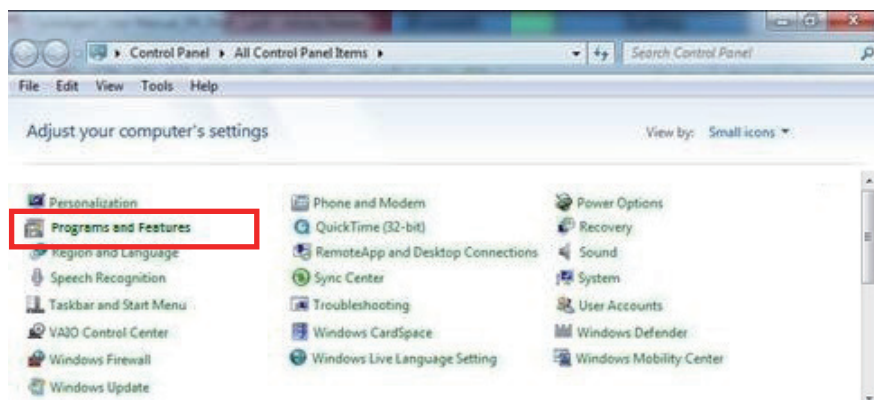 Control Panel ▸ All Control Panel Items ▸ Search Control Panel
File Edit View Tools Help
Adjust your computer's settings View by: Small icons
Personalization Phone and Modem Power Options
Programs and Features QuickTime (32-bit) Recovery
Region and Language RemoteApp and Desktop Connections Sound
Speech Recognition Sync Center System
Taskbar and Start Menu Troubleshooting User Accounts
VAIO Control Center Windows CardSpace Windows Defender
Windows Firewall Windows Live Language Setting Windows Mobility Center
Windows Update